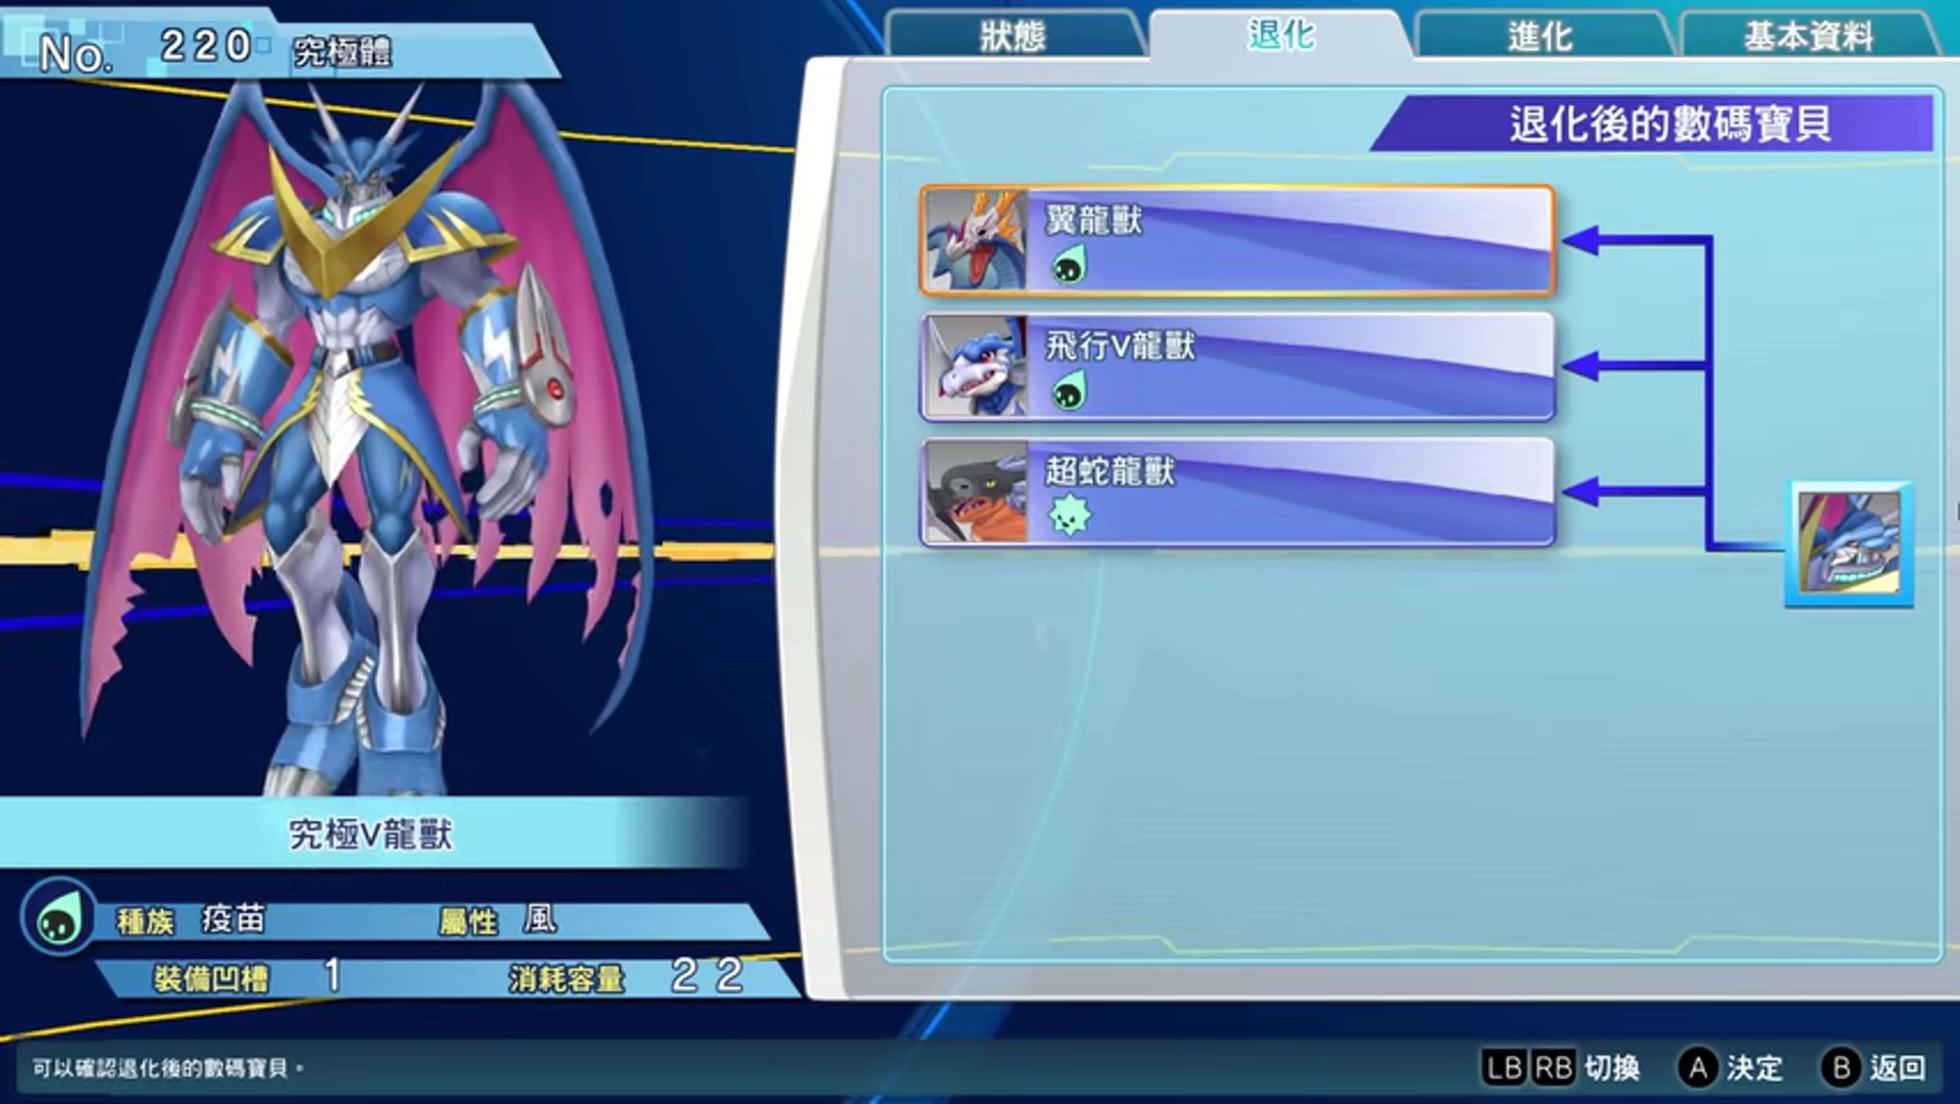 No. 220 究極體
狀態 退化 進化 基本資料
退化後的數碼寶貝
翼龍獸
飛行V龍獸
超蛇龍獸
究極V龍獸
種族 疫苗 屬性 風
裝備凹槽 1 消耗容量 22
可以確認退化後的數碼寶貝。
LB RB 切換 A 決定 B 返回